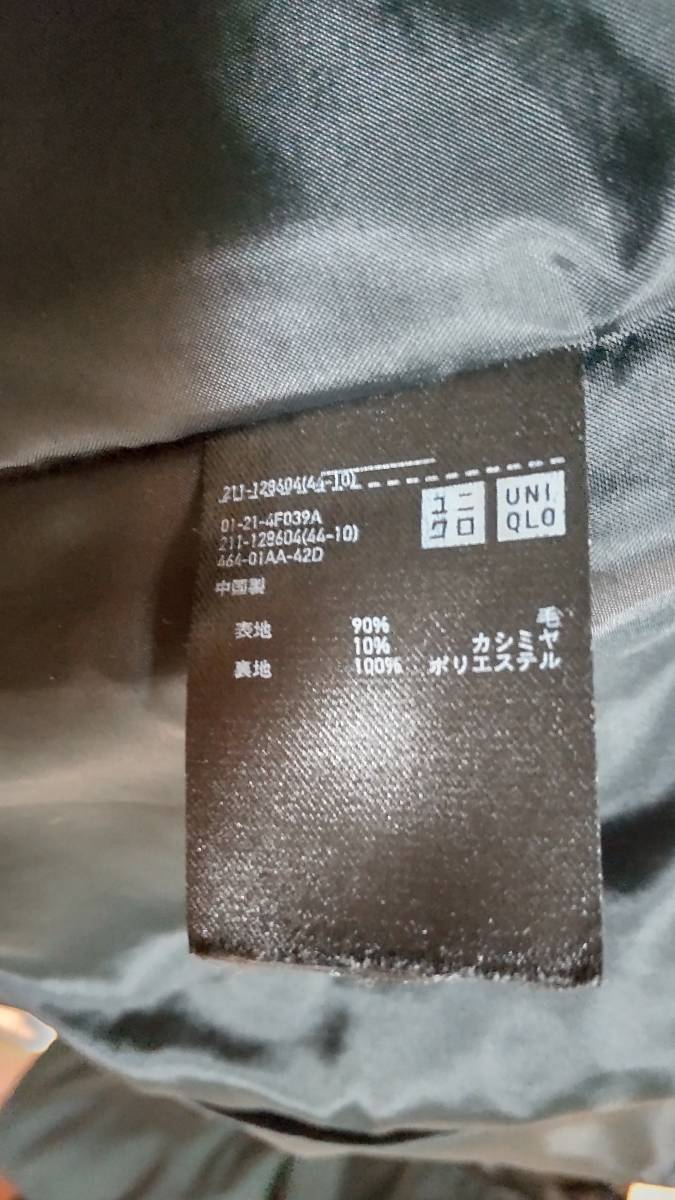 211-128604(44-10)
ユニ
クロ
UNI
QLO
01-21-4F039A
211-128604(44-10)
464-01AA-42D
中国製
表地 90% 毛
10% カシミヤ
裏地 100% ポリエステル